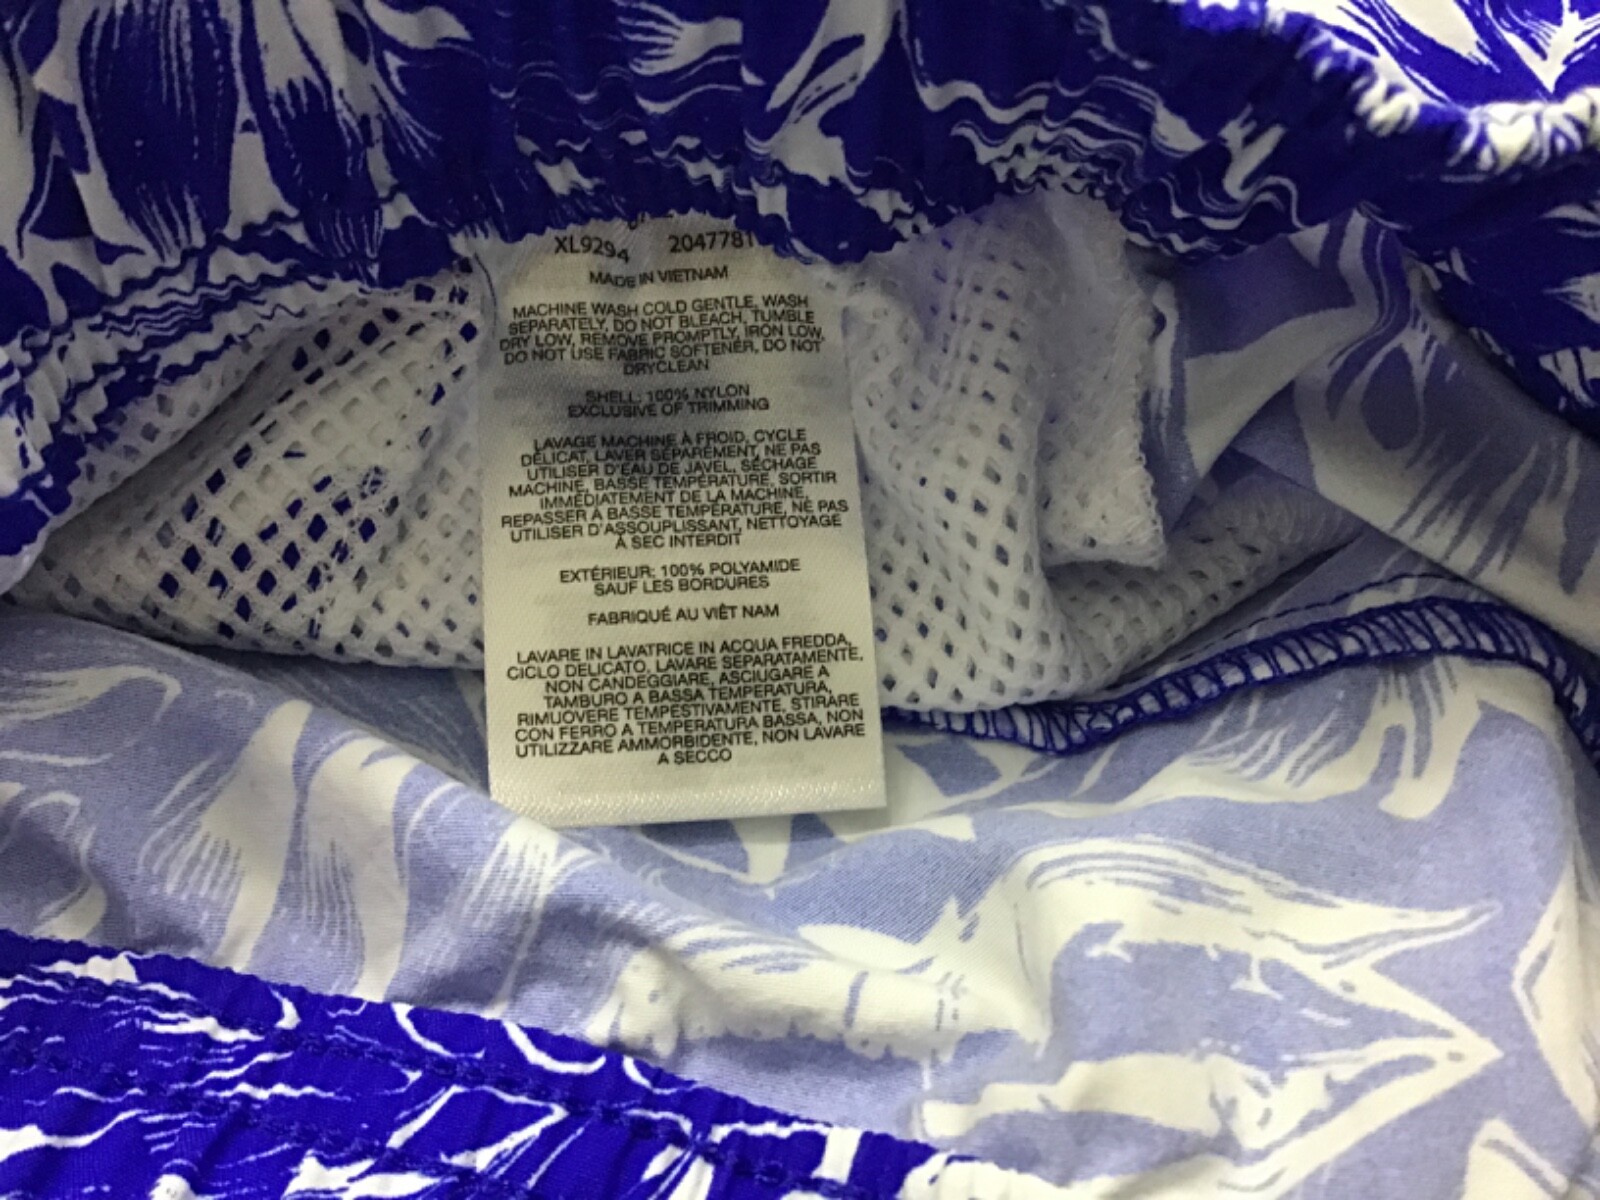 XL9294 2047781
MADE IN VIETNAM
MACHINE WASH COLD GENTLE, WASH
SEPARATELY, DO NOT BLEACH, TUMBLE
DRY LOW, REMOVE PROMPTLY, IRON LOW,
DO NOT USE FABRIC SOFTENER, DO NOT
DRYCLEAN
SHELL: 100% NYLON
EXCLUSIVE OF TRIMMING
LAVAGE MACHINE À FROID, CYCLE
DÉLICAT, LAVER SÉPARÉMENT, NE PAS
UTILISER D'EAU DE JAVEL, SÉCHAGE
MACHINE, BASSE TEMPÉRATURE, SORTIR
IMMÉDIATEMENT DE LA MACHINE,
REPASSER À BASSE TEMPÉRATURE, NE PAS
UTILISER D'ASSOUPLISSANT, NETTOYAGE
À SEC INTERDIT
EXTÉRIEUR: 100% POLYAMIDE
SAUF LES BORDURES
FABRIQUÉ AU VIÊT NAM
LAVARE IN LAVATRICE IN ACQUA FREDDA,
CICLO DELICATO, LAVARE SEPARATAMENTE,
NON CANDEGGIARE, ASCIUGARE A
TAMBURO A BASSA TEMPERATURA,
RIMUOVERE TEMPESTIVAMENTE, STIRARE
CON FERRO A TEMPERATURA BASSA, NON
UTILIZZARE AMMORBIDENTE, NON LAVARE
A SECCO